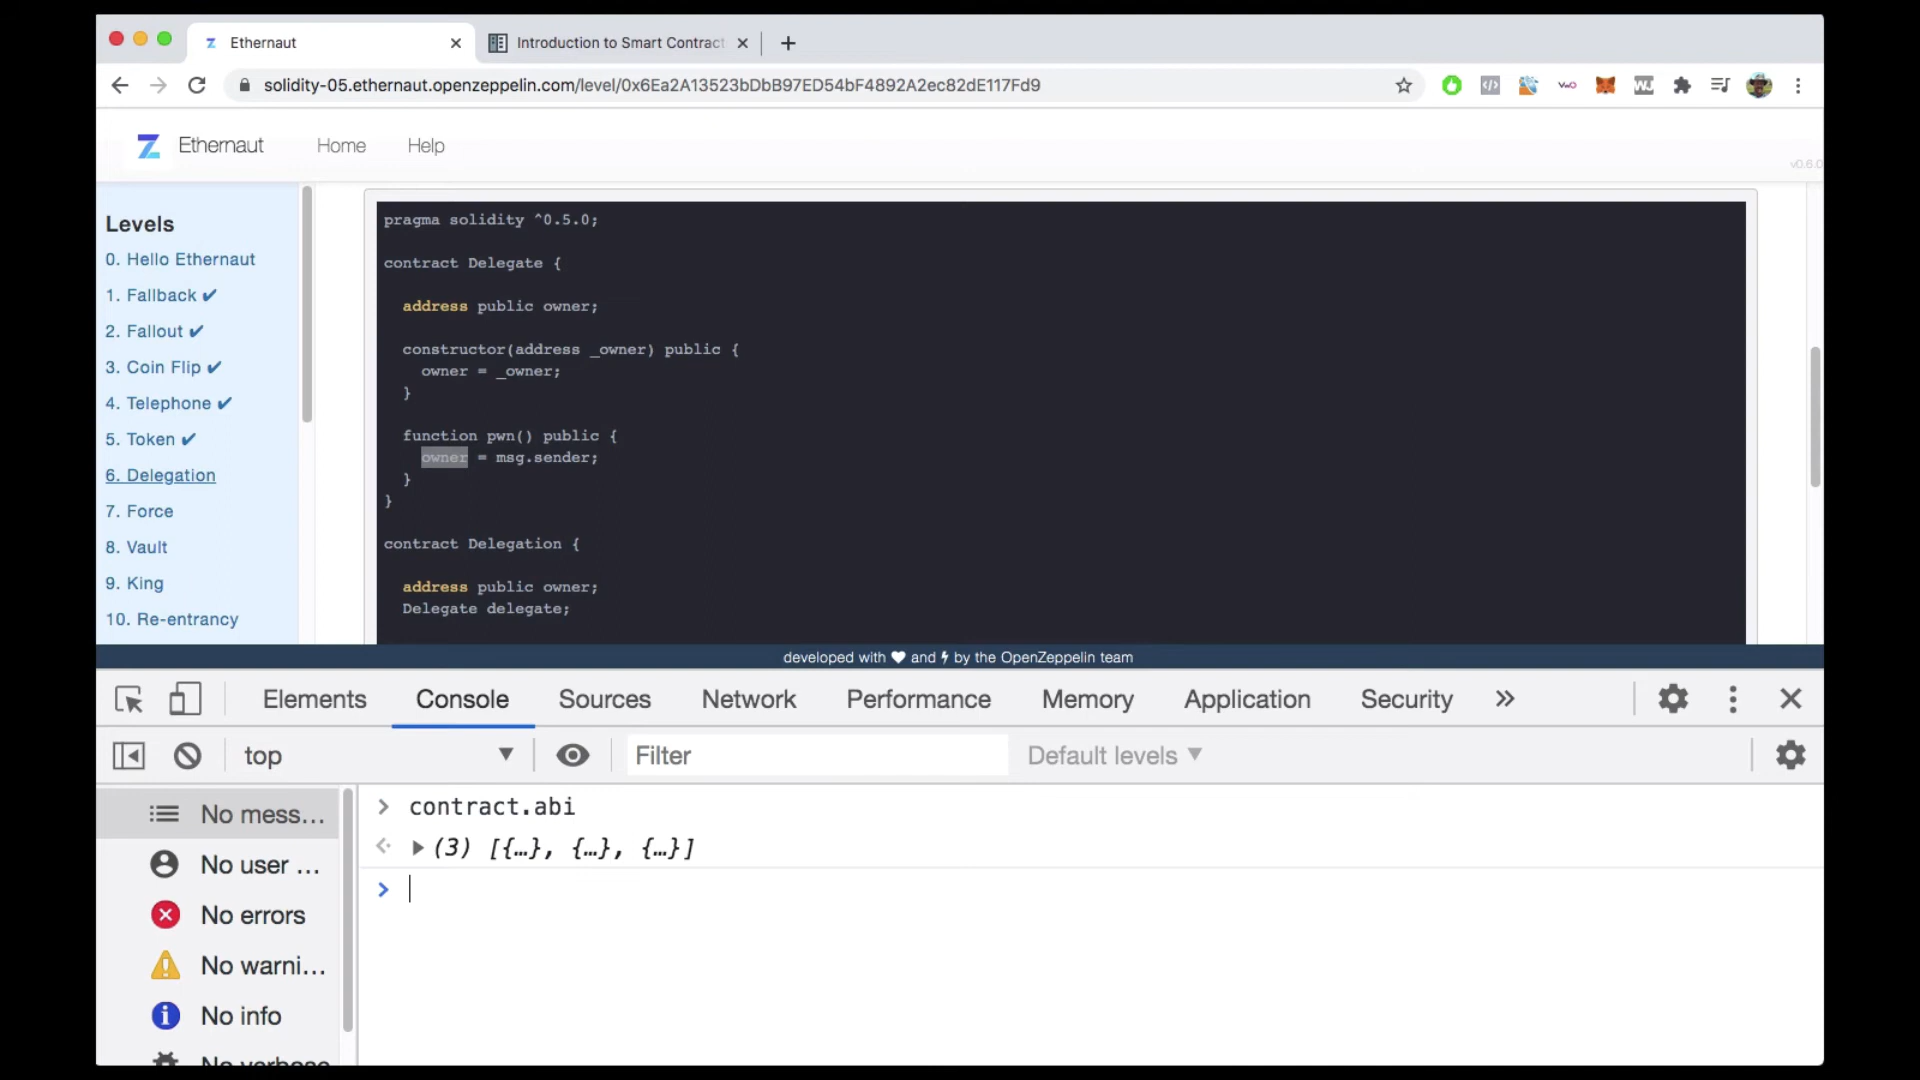 Ethernaut
Introduction to Smart Contract
solidity-05.ethernaut.openzeppelin.com/level/0x6Ea2A13523bDbB97ED54bF4892A2ec82dE117Fd9
Ethernaut
Home
Help
v0.6.0
Levels
0. Hello Ethernaut
1. Fallback ✔
2. Fallout ✔
3. Coin Flip ✔
4. Telephone ✔
5. Token ✔
6. Delegation
7. Force
8. Vault
9. King
10. Re-entrancy
pragma solidity ^0.5.0;
contract Delegate {
address public owner;
constructor(address _owner) public {
owner = _owner;
}
function pwn() public {
owner = msg.sender;
}
}
contract Delegation {
address public owner;
Delegate delegate;
developed with ♥ and ⚡ by the OpenZeppelin team
Elements
Console
Sources
Network
Performance
Memory
Application
Security
top
Filter
Default levels
No mess...
No user ...
No errors
No warni...
No info
> contract.abi
(3) [{…}, {…}, {…}]